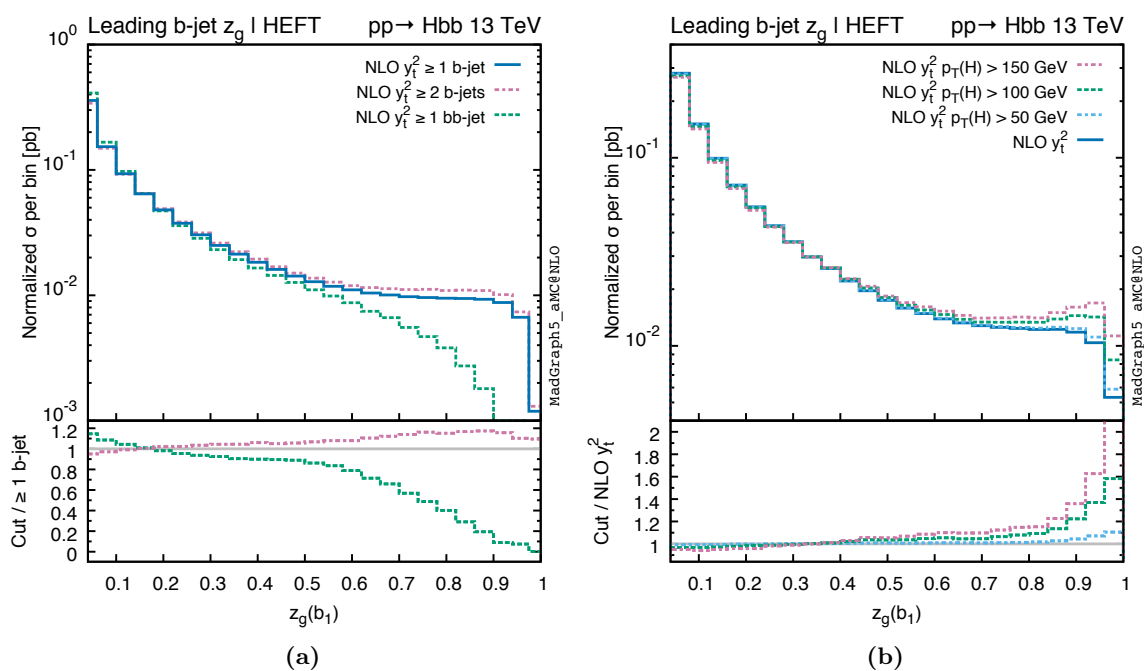 Leading b-jet z_g | HEFT pp→ Hbb 13 TeV
NLO y_t^2 ≥ 1 b-jet
NLO y_t^2 ≥ 2 b-jets
NLO y_t^2 ≥ 1 bb-jet
10^0
10^-1
10^-2
10^-3
Normalized σ per bin [pb]
MadGraph5_aMC@NLO
1.2
1
0.8
0.6
0.4
0.2
0
Cut / ≥ 1 b-jet
0.1 0.2 0.3 0.4 0.5 0.6 0.7 0.8 0.9 1
z_g(b_1)
(a)
Leading b-jet z_g | HEFT pp→ Hbb 13 TeV
NLO y_t^2 p_T(H) > 150 GeV
NLO y_t^2 p_T(H) > 100 GeV
NLO y_t^2 p_T(H) > 50 GeV
NLO y_t^2
10^-1
10^-2
Normalized σ per bin [pb]
MadGraph5_aMC@NLO
2
1.8
1.6
1.4
1.2
1
Cut / NLO y_t^2
0.1 0.2 0.3 0.4 0.5 0.6 0.7 0.8 0.9 1
z_g(b_1)
(b)